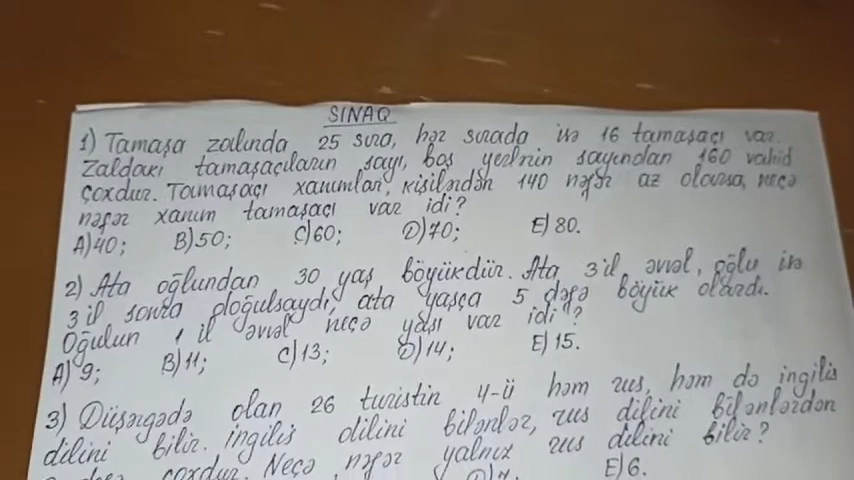 SINAQ
1) Tamaşa zalında 25 sıra, hər sırada isə 16 tamaşaçı var.
Zaldakı tamaşaçıların sayı, boş yerlərin sayından 160 vahid
çoxdur. Tamaşaçı xanımlar, kişilərdən 140 nəfər az olarsa, neçə
nəfər xanım tamaşaçı var idi?
A) 40; B) 50; C) 60; D) 70; E) 80.
2) Ata oğlundan 30 yaş böyükdür. Ata 3 il əvvəl, oğlu isə
3 il sonra doğulsaydı, ata yaşca 5 dəfə böyük olardı.
Oğulun 1 il əvvəl neçə yaşı var idi?
A) 9; B) 11; C) 13; D) 14; E) 15.
3) Düşərgədə olan 26 turistin 4-ü həm rus, həm də ingilis
dilini bilir. ingilis dilini bilənlər, rus dilini bilənlərdən
çoxdur. Neçə nəfər yalnız rus dilini bilir?
E) 6.